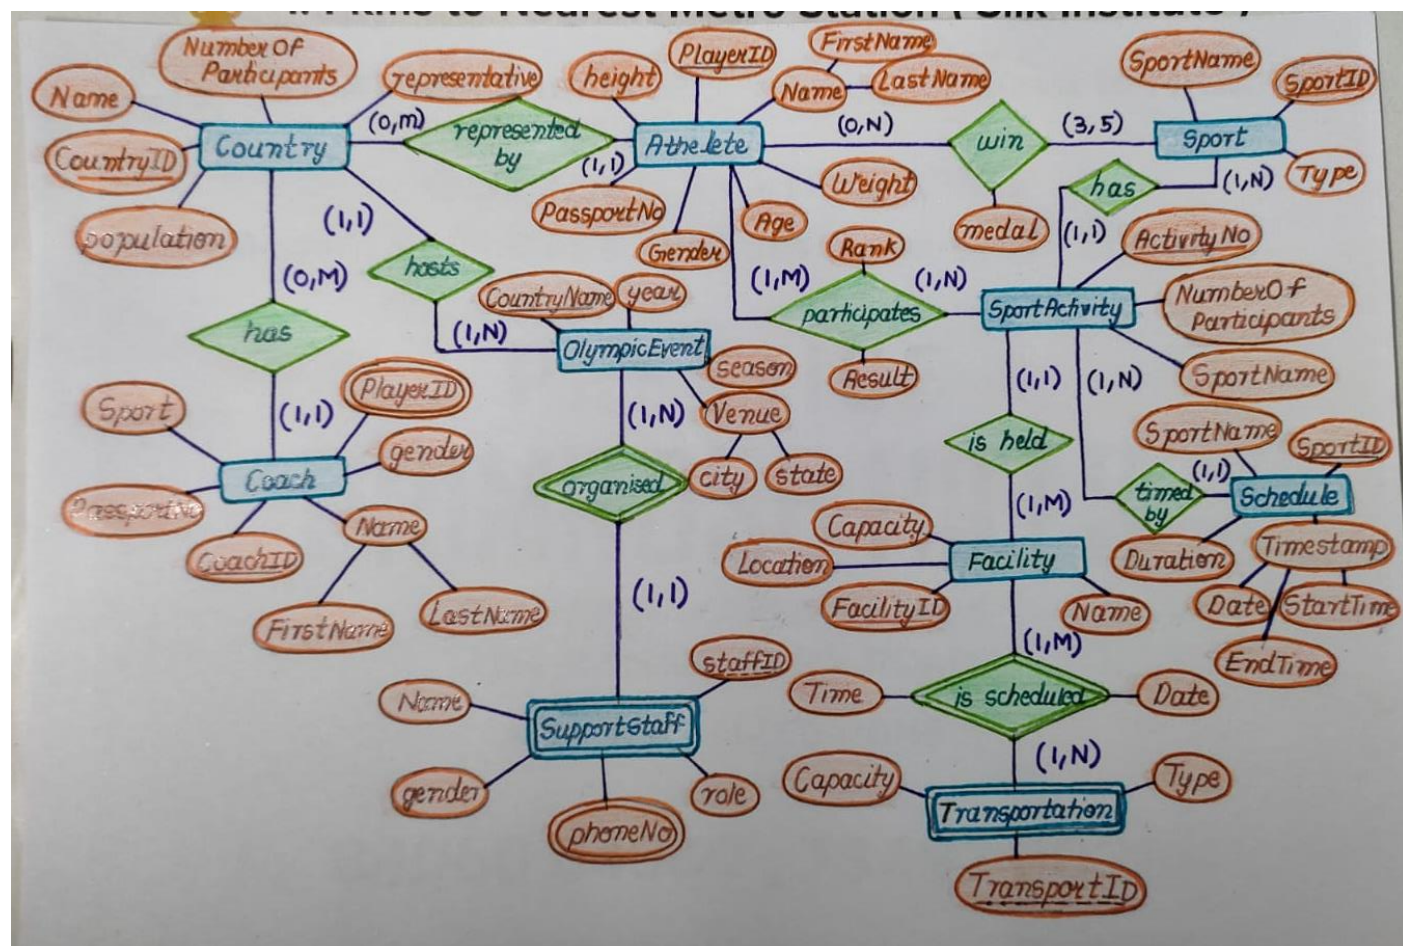 Number Of
Participants
Name
representative
CountryID
Country
population
(0,M)
represented
by
(1,1)
height
PlayerID
FirstName
Name
LastName
Athelete
PassportNo
Gender
Age
Weight
(0,N)
win
(3,5)
medal
SportName
SportID
Sport
Type
has
(1,N)
(1,1)
(1,1)
hosts
(1,N)
(0,M)
has
(1,1)
CountryName
year
OlympicEvent
season
Venue
city
state
(1,M)
Rank
participates
(1,N)
Result
ActivityNo
SportActivity
NumberOf
Participants
SportName
(1,1)
(1,N)
is held
(1,M)
timed
by
(1,1)
SportName
SportID
Schedule
Duration
Timestamp
Date
StartTime
EndTime
Sport
PlayerID
gender
Coach
PassportNo
CoachID
Name
FirstName
LastName
(1,N)
organised
(1,1)
Capacity
Location
Facility
FacilityID
Name
(1,M)
Time
is scheduled
Date
(1,N)
Name
staffID
SupportStaff
gender
phoneNo
role
Capacity
Type
Transportation
TransportID